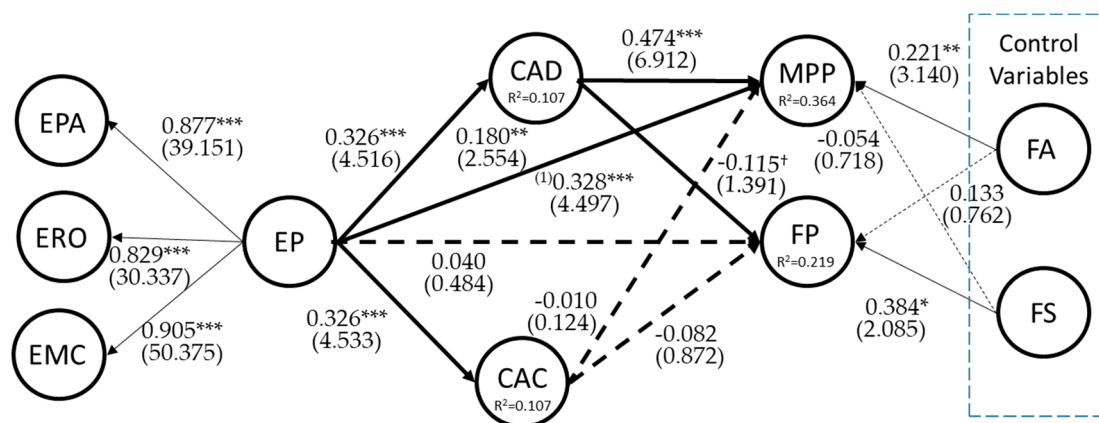 EPA
ERO
EMC
0.877***
(39.151)
0.829***
(30.337)
0.905***
(50.375)
EP
0.326***
(4.516)
0.326***
(4.533)
CAD
R²=0.107
CAC
R²=0.107
0.474***
(6.912)
0.180**
(2.554)
(1)0.328***
(4.497)
-0.115†
(1.391)
0.040
(0.484)
-0.010
(0.124)
-0.082
(0.872)
MPP
R²=0.364
FP
R²=0.219
0.221**
(3.140)
-0.054
(0.718)
0.133
(0.762)
0.384*
(2.085)
Control
Variables
FA
FS